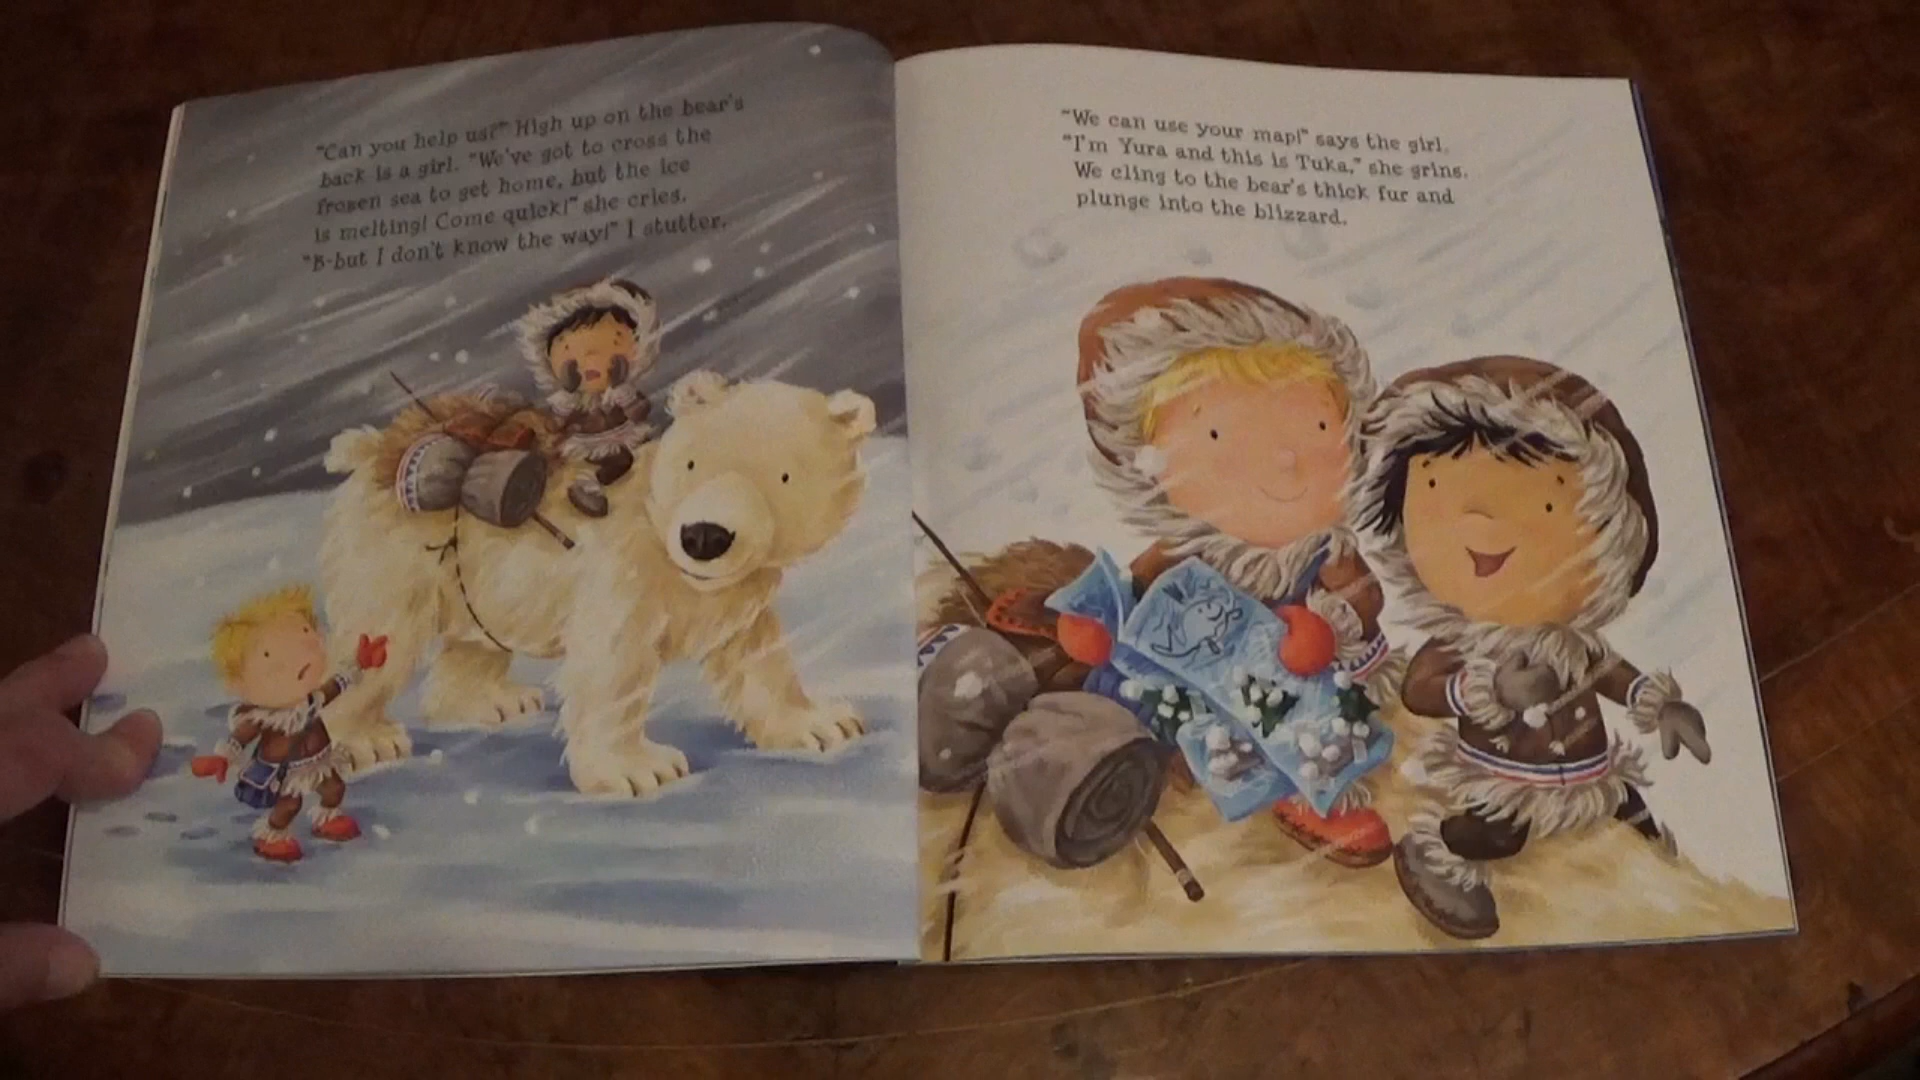 "Can you help us?" High up on the bear's
back is a girl. "We've got to cross the
frozen sea to get home, but the ice
is melting! Come quick!" she cries.
"B-but I don't know the way!" I stutter.
"We can use your map!" says the girl.
"I'm Yura and this is Tuka," she grins.
We cling to the bear's thick fur and
plunge into the blizzard.